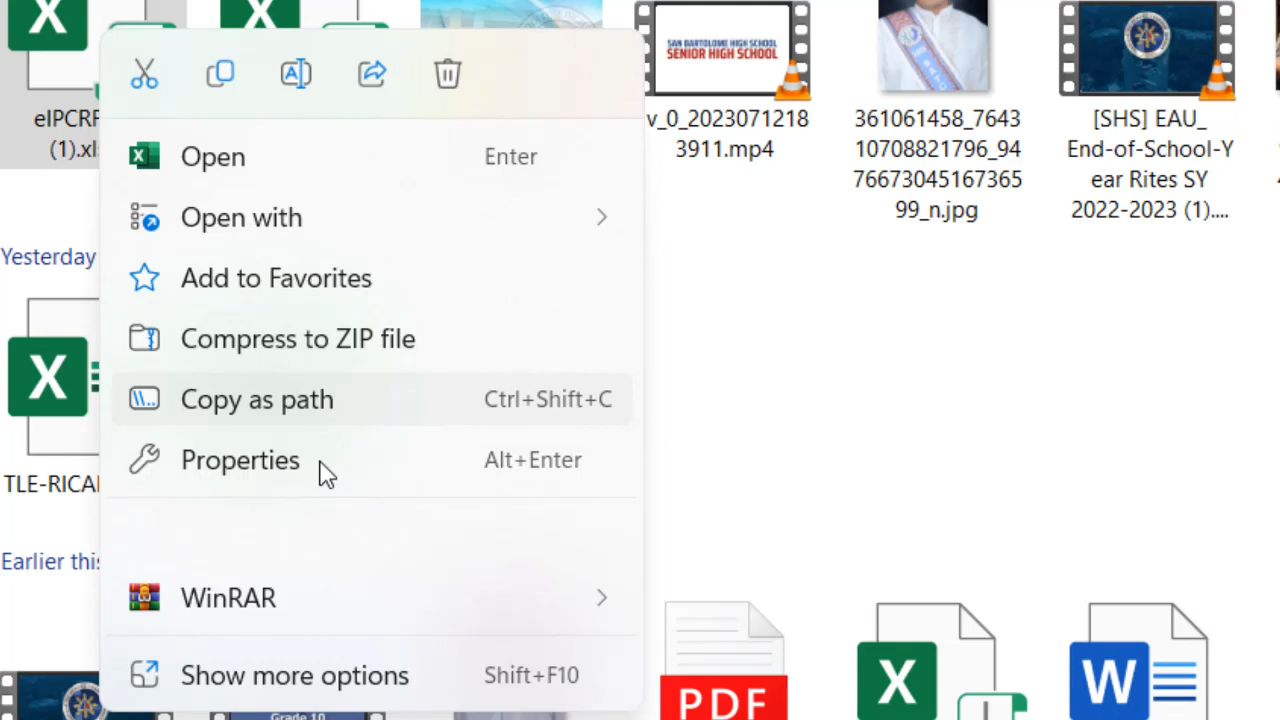 eIPCRF
(1).xls
Open Enter
Open with
Add to Favorites
Compress to ZIP file
Copy as path Ctrl+Shift+C
Properties Alt+Enter
WinRAR
Show more options Shift+F10
Yesterday
TLE-RICA
Earlier this
SAN BARTOLOME HIGH SCHOOL
SENIOR HIGH SCHOOL
v_0_2023071218
3911.mp4
361061458_7643
10708821796_94
76673045167365
99_n.jpg
[SHS] EAU_
End-of-School-Y
ear Rites SY
2022-2023 (1)....
X
X
X
Grade 10
PDF
X
W